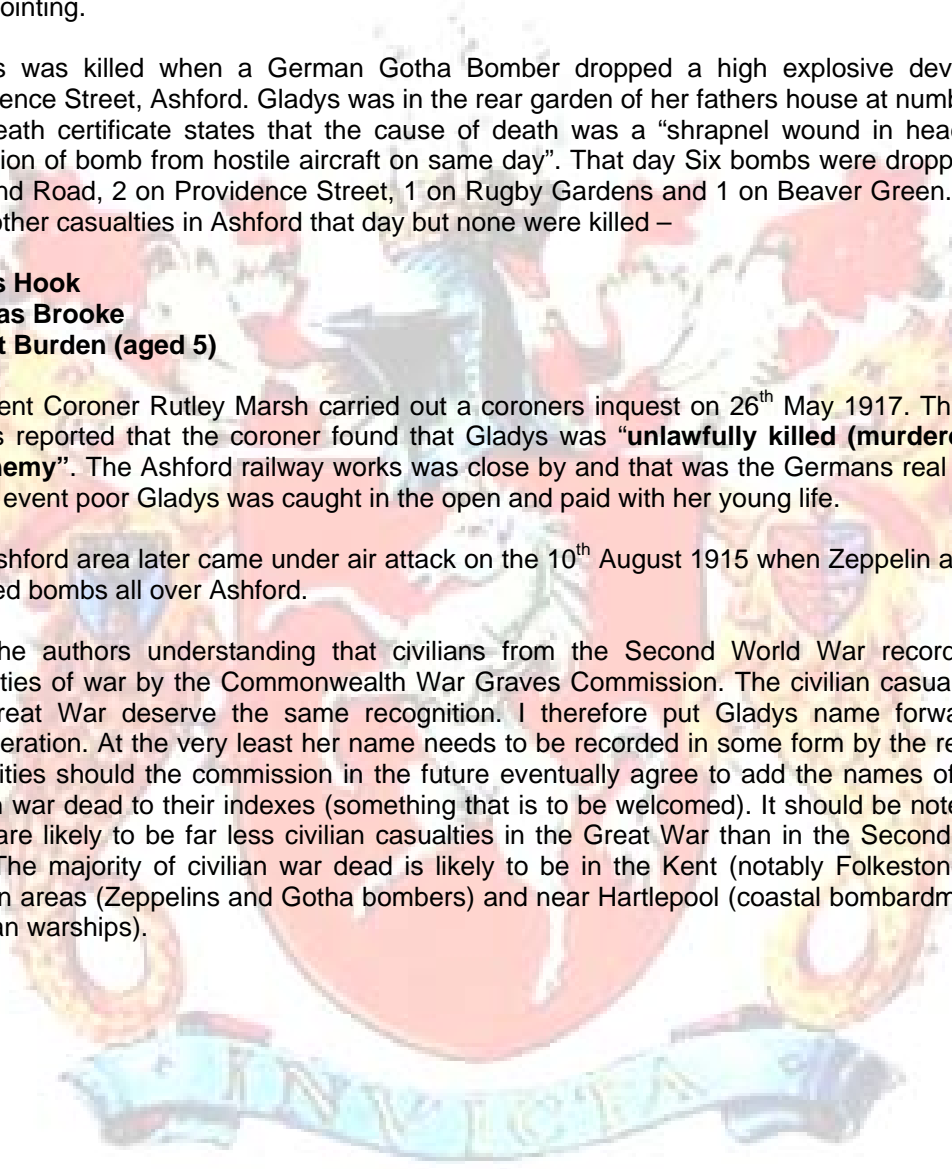 ointing.
s was killed when a German Gotha Bomber dropped a high explosive dev
ence Street, Ashford. Gladys was in the rear garden of her fathers house at numb
eath certificate states that the cause of death was a “shrapnel wound in hea
ion of bomb from hostile aircraft on same day”. That day Six bombs were dropp
nd Road, 2 on Providence Street, 1 on Rugby Gardens and 1 on Beaver Green.
other casualties in Ashford that day but none were killed –
s Hook
as Brooke
t Burden (aged 5)
ent Coroner Rutley Marsh carried out a coroners inquest on 26th May 1917. Th
s reported that the coroner found that Gladys was “unlawfully killed (murdere
nemy”. The Ashford railway works was close by and that was the Germans real
event poor Gladys was caught in the open and paid with her young life.
shford area later came under air attack on the 10th August 1915 when Zeppelin a
ed bombs all over Ashford.
he authors understanding that civilians from the Second World War record
ties of war by the Commonwealth War Graves Commission. The civilian casua
reat War deserve the same recognition. I therefore put Gladys name forwa
eration. At the very least her name needs to be recorded in some form by the re
ities should the commission in the future eventually agree to add the names of
n war dead to their indexes (something that is to be welcomed). It should be note
are likely to be far less civilian casualties in the Great War than in the Second
The majority of civilian war dead is likely to be in the Kent (notably Folkeston
n areas (Zeppelins and Gotha bombers) and near Hartlepool (coastal bombardm
an warships).
INVICTA